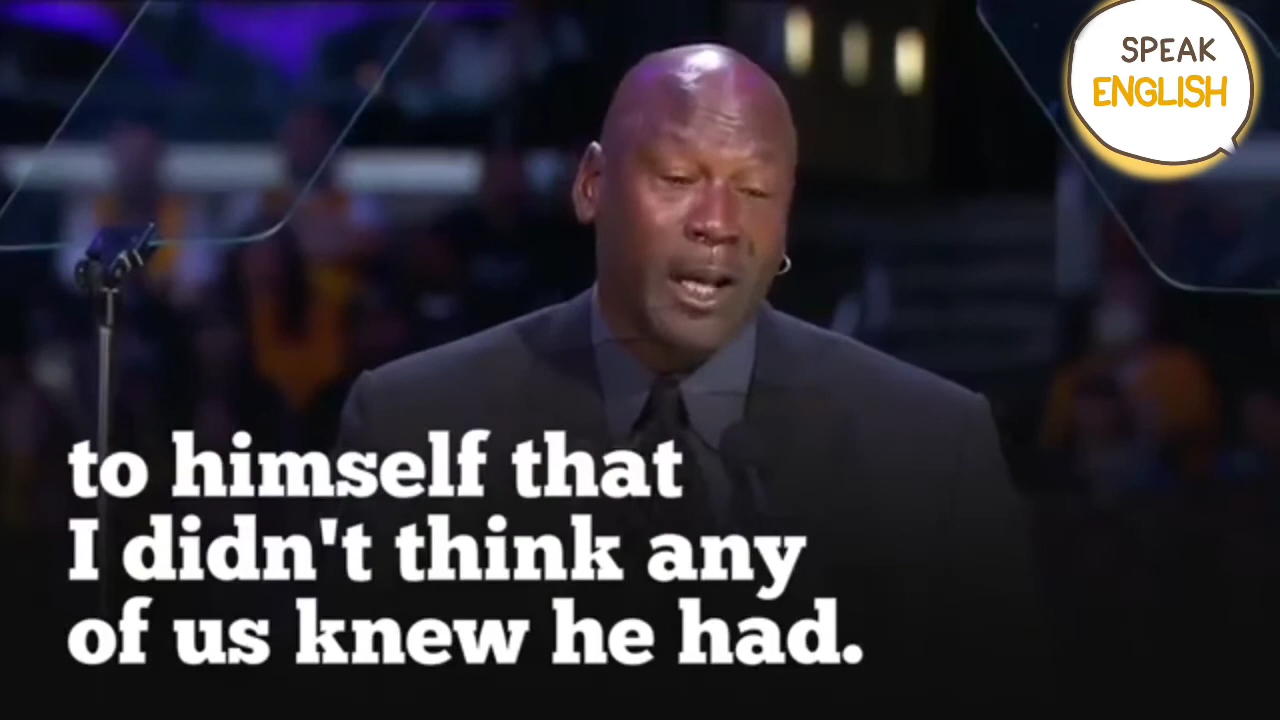 SPEAK
ENGLISH
to himself that
I didn't think any
of us knew he had.